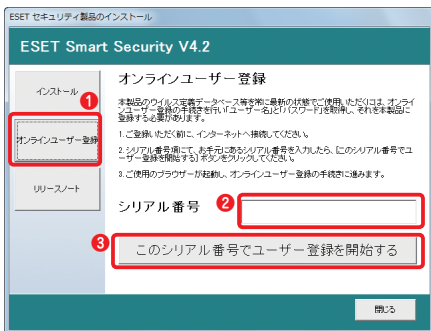 ESET セキュリティ製品のインストール
ESET Smart Security V4.2
インストール
❶
オンラインユーザー登録
リリースノート
オンラインユーザー登録
本製品のウイルス定義データベース等を常に最新の状態でご使用いただくには、オンライ
ンユーザー登録の手続きを行い「ユーザー名」と「パスワード」を取得し、それを本製品に
登録する必要があります。
1.ご登録いただく前に、インターネットへ接続してください。
2.シリアル番号項にて、お手元にあるシリアル番号を入力したら、[このシリアル番号でユ
ーザー登録を開始する] ボタンをクリックしてください。
3.ご使用のブラウザーが起動し、オンラインユーザー登録の手続きに進みます。
シリアル番号
❷
❸
このシリアル番号でユーザー登録を開始する
閉じる